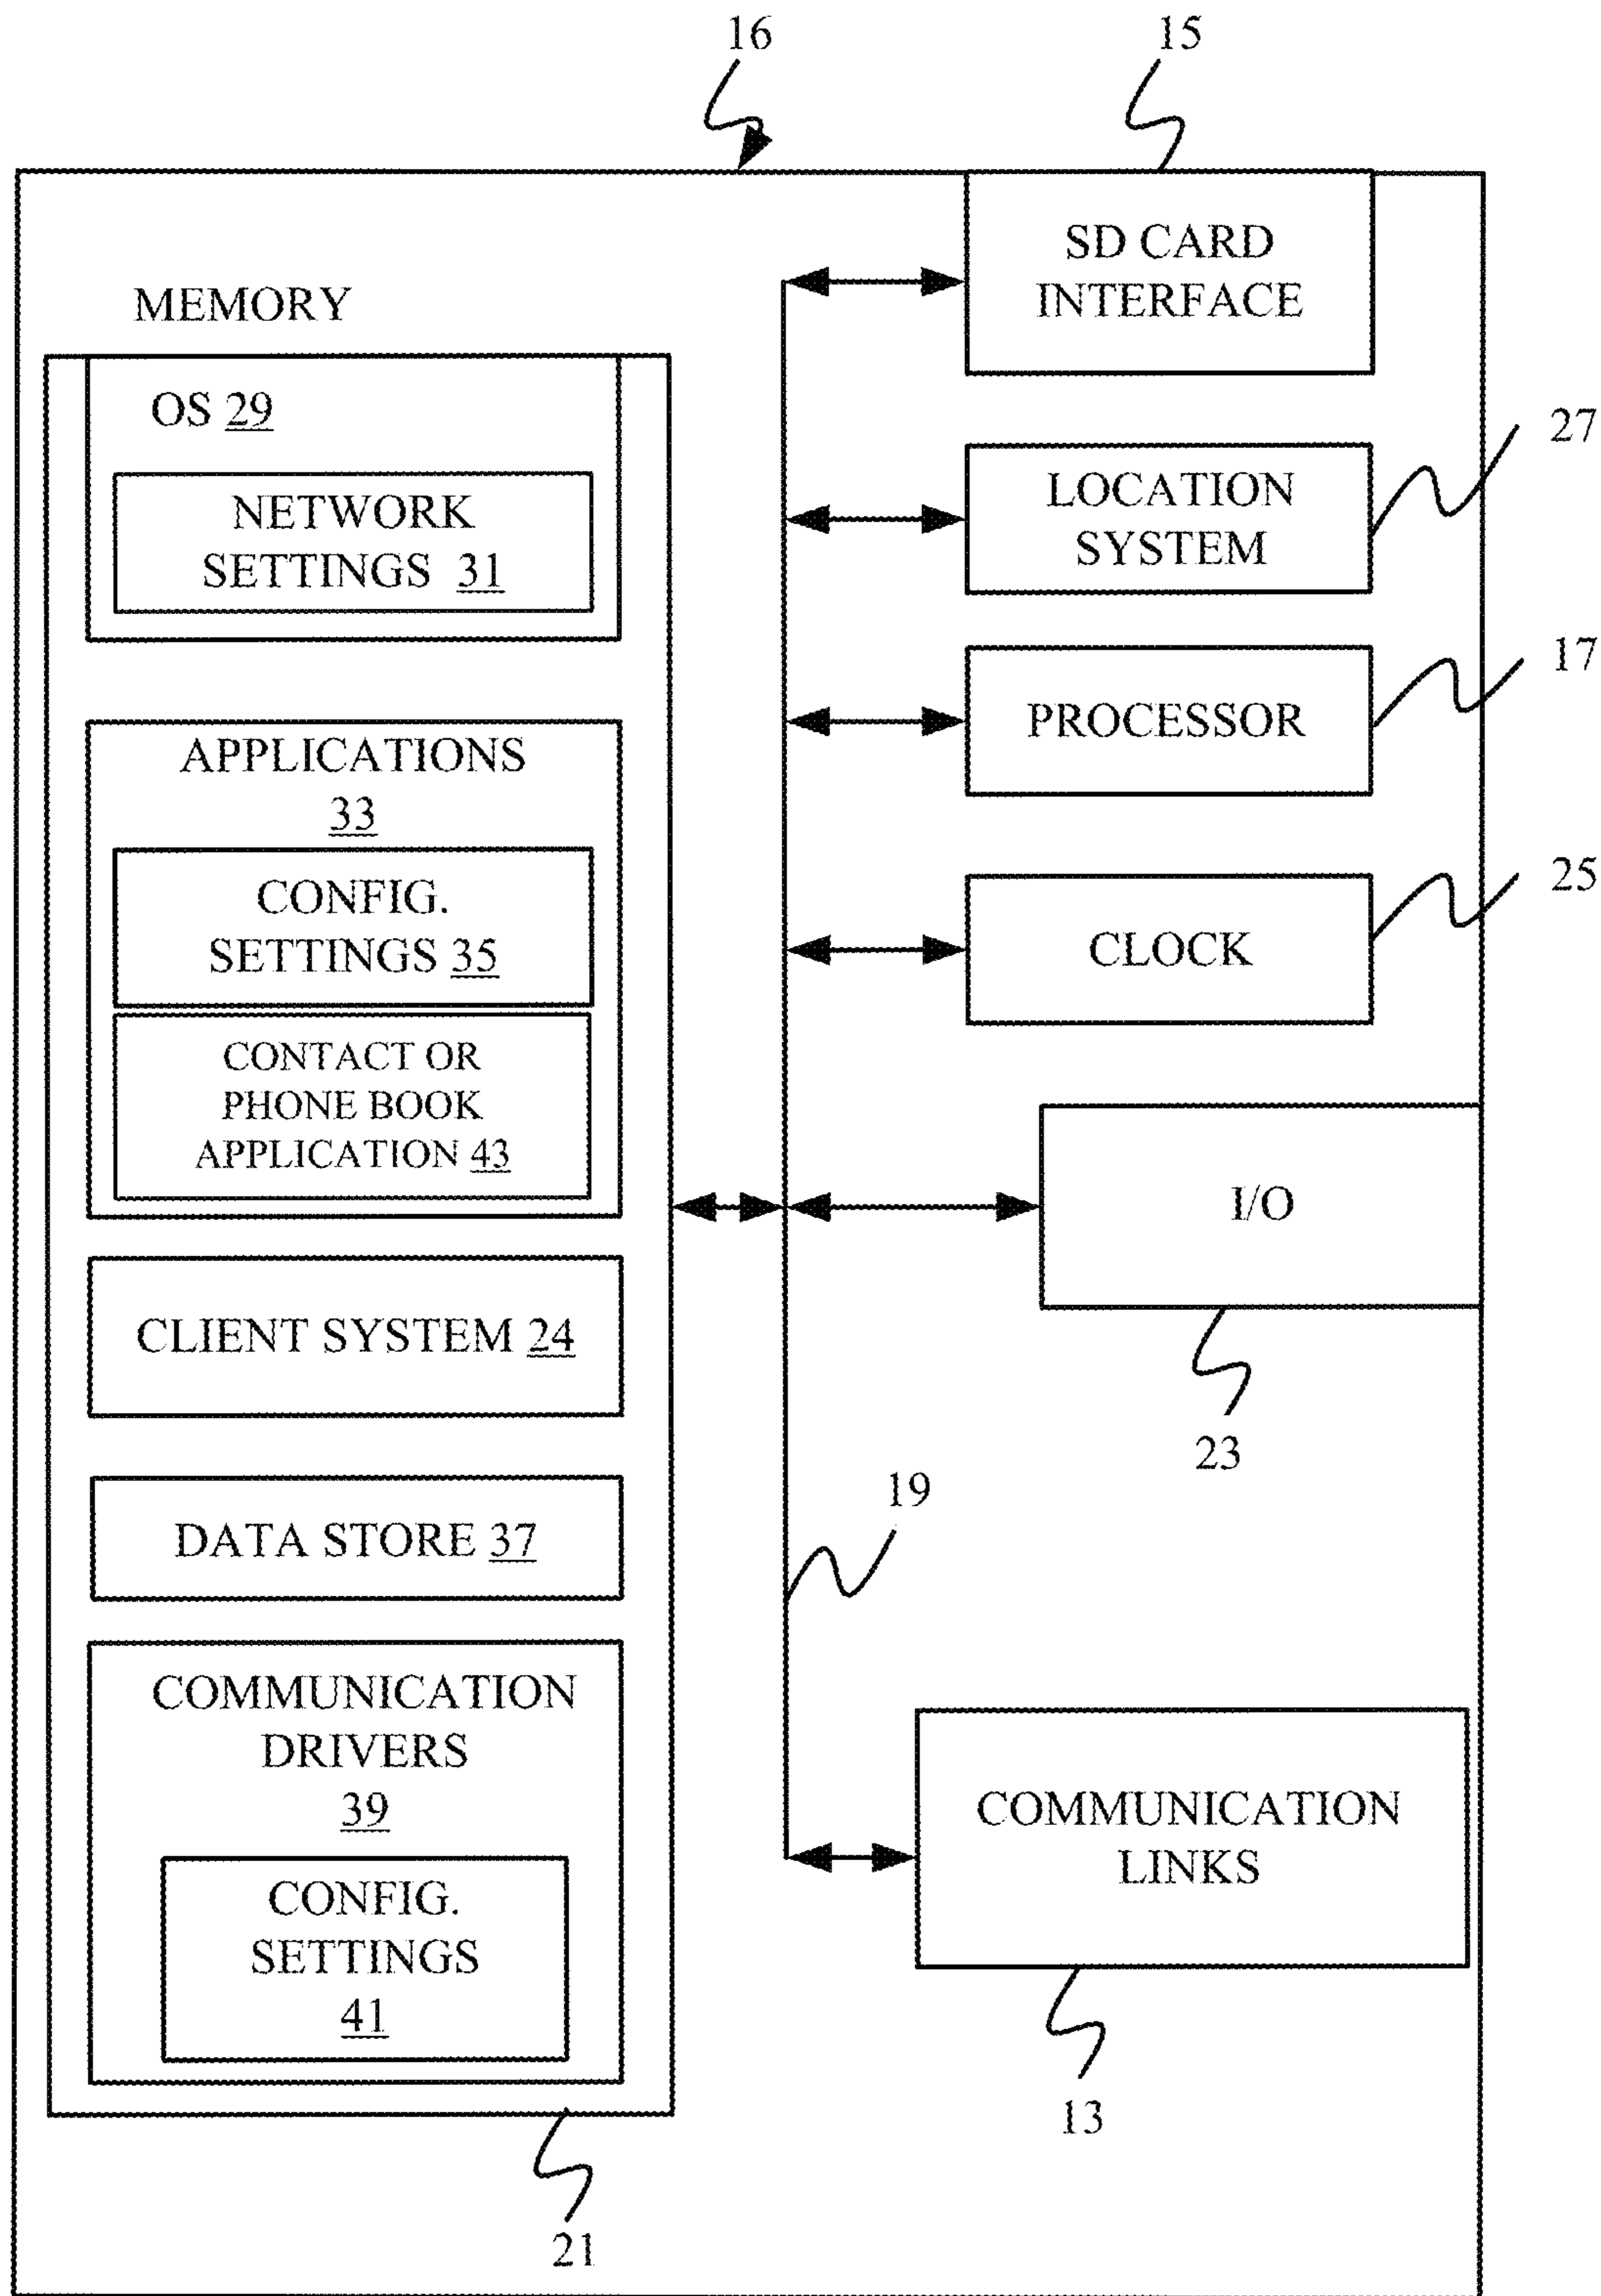 16
15
SD CARD
INTERFACE
MEMORY
OS 29
NETWORK
SETTINGS 31
27
LOCATION
SYSTEM
17
PROCESSOR
APPLICATIONS
33
CONFIG.
SETTINGS 35
25
CLOCK
CONTACT OR
PHONE BOOK
APPLICATION 43
I/O
23
CLIENT SYSTEM 24
19
DATA STORE 37
COMMUNICATION
DRIVERS
39
CONFIG.
SETTINGS
41
COMMUNICATION
LINKS
13
21